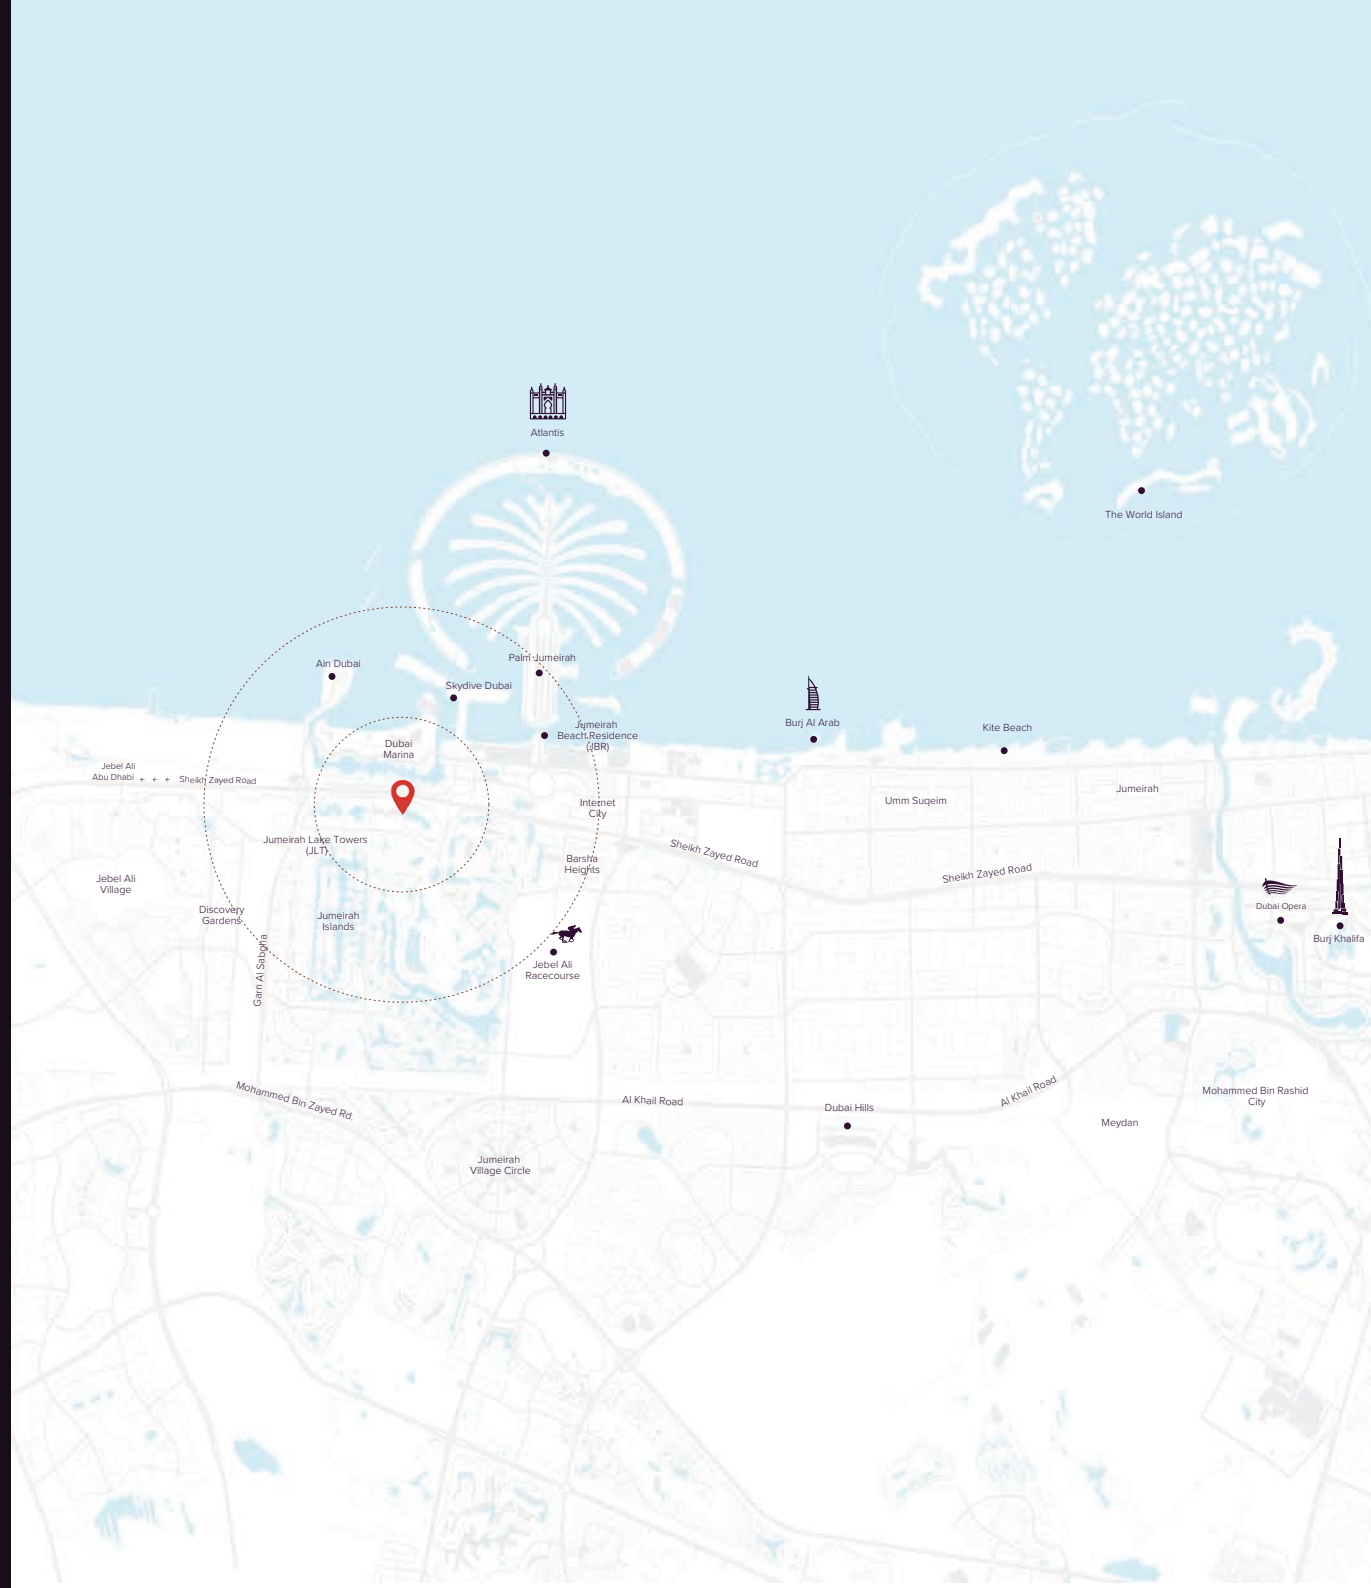 Atlantis
The World Island
Palm Jumeirah
Ain Dubai
Skydive Dubai
Burj Al Arab
Kite Beach
Jumeirah
Beach Residence
(JBR)
Dubai
Marina
Jebel Ali
Abu Dhabi ← ← ← Sheikh Zayed Road
Jumeirah
Umm Suqeim
Internet
City
Jumeirah Lake Towers
(JLT)
Sheikh Zayed Road
Barsha
Heights
Sheikh Zayed Road
Jebel Ali
Village
Dubai Opera
Discovery
Gardens
Jumeirah
Islands
Burj Khalifa
Garn Al Sabgha
Jebel Ali
Racecourse
Mohammed Bin Zayed Rd.
Al Khail Road
Al Khail Road
Mohammed Bin Rashid
City
Dubai Hills
Meydan
Jumeirah
Village Circle